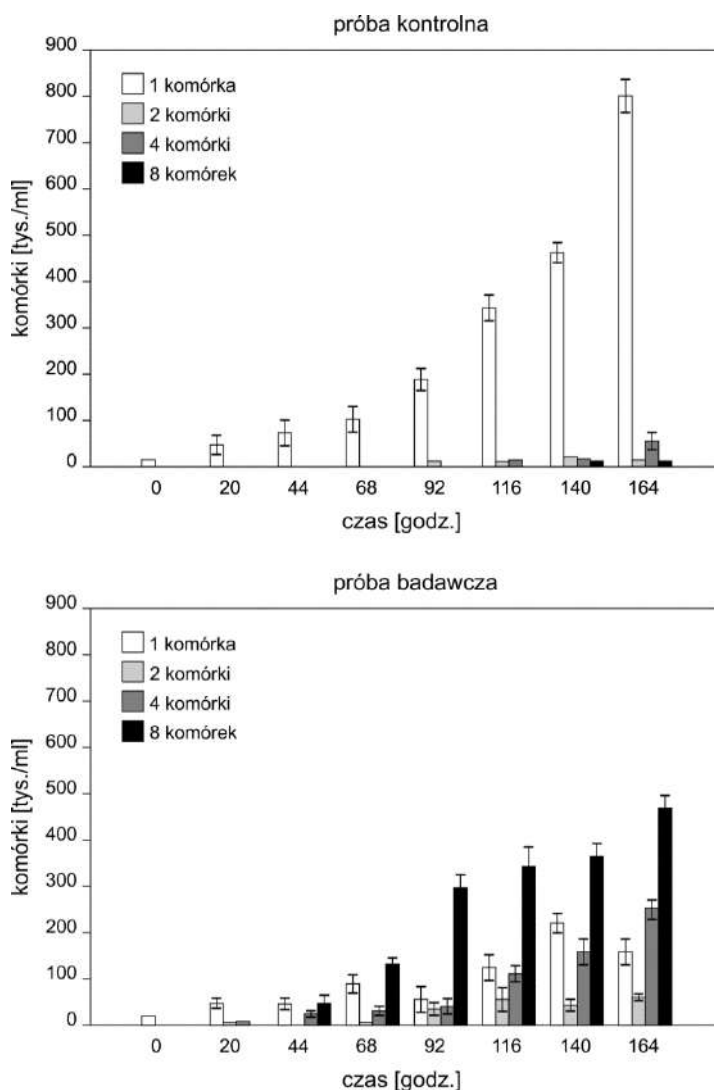 próba kontrolna
900
800
700
600
500
400
300
200
100
0
komórki [tys./ml]
1 komórka
2 komórki
4 komórki
8 komórek
0 20 44 68 92 116 140 164
czas [godz.]
próba badawcza
900
800
700
600
500
400
300
200
100
0
komórki [tys./ml]
1 komórka
2 komórki
4 komórki
8 komórek
0 20 44 68 92 116 140 164
czas [godz.]